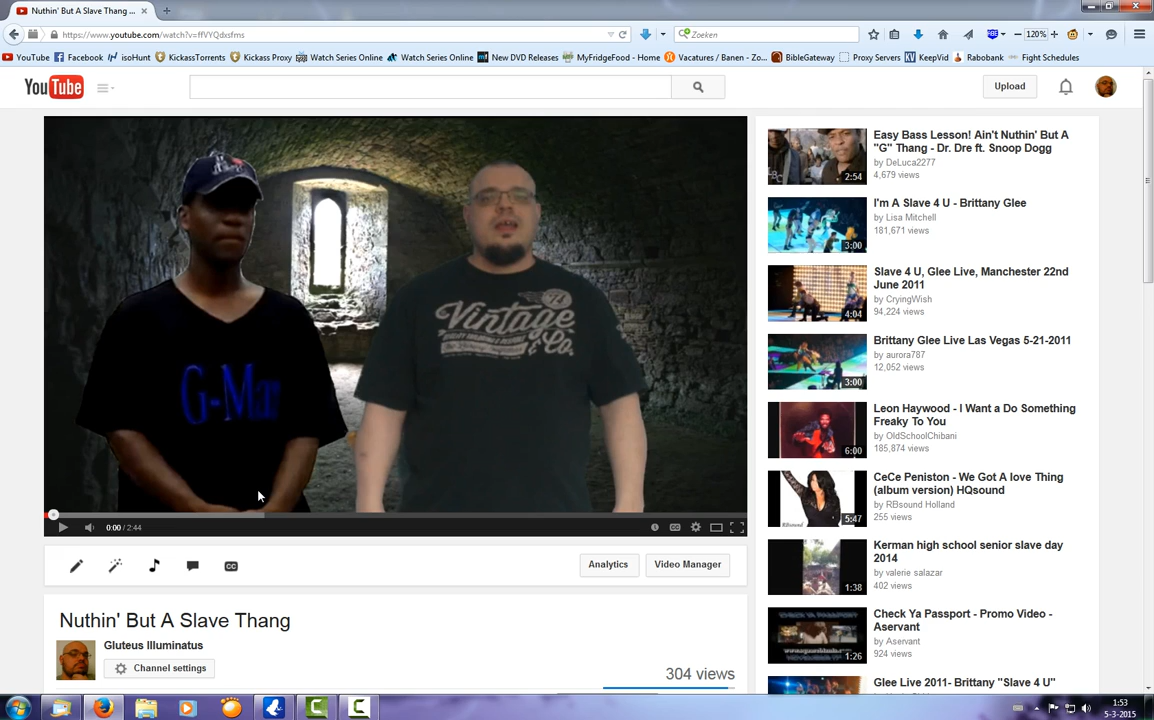 Nuthin' But A Slave Thang ...
https://www.youtube.com/watch?v=ffVYQdxsfms
Zoeken
120%
YouTube
Facebook
isoHunt
KickassTorrents
Kickass Proxy
Watch Series Online
Watch Series Online
New DVD Releases
MyFridgeFood - Home
Vacatures / Banen - Zo...
BibleGateway
Proxy Servers
KeepVid
Rabobank
Fight Schedules
YouTube
Upload
Vintage
Co.
G-Man
0:00 / 2:44
CC
Analytics
Video Manager
Nuthin' But A Slave Thang
Gluteus Illuminatus
Channel settings
304 views
2:54
Easy Bass Lesson! Ain't Nuthin' But A
"G" Thang - Dr. Dre ft. Snoop Dogg
by DeLuca2277
4,679 views
3:00
I'm A Slave 4 U - Brittany Glee
by Lisa Mitchell
181,671 views
4:04
Slave 4 U, Glee Live, Manchester 22nd
June 2011
by CryingWish
94,224 views
3:00
Brittany Glee Live Las Vegas 5-21-2011
by aurora787
12,052 views
6:00
Leon Haywood - I Want a Do Something
Freaky To You
by OldSchoolChibani
185,874 views
5:47
CeCe Peniston - We Got A love Thing
(album version) HQsound
by RBsound Holland
255 views
1:38
Kerman high school senior slave day
2014
by valerie salazar
402 views
CHECK YA PASSPORT
1:26
Check Ya Passport - Promo Video -
Aservant
by Aservant
924 views
Glee Live 2011- Brittany "Slave 4 U"
1:53
5-3-2015